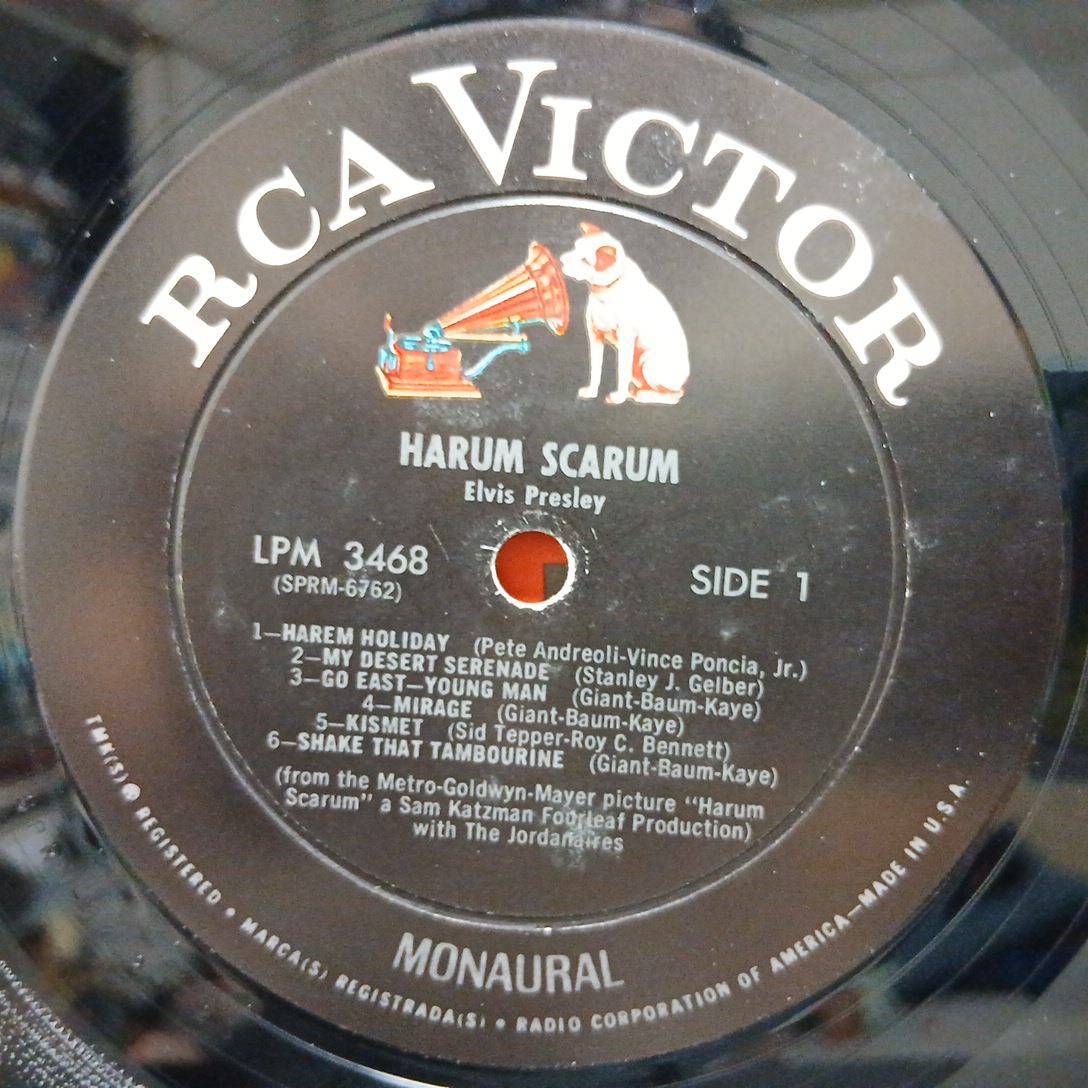 RCA VICTOR
HARUM SCARUM
Elvis Presley
LPM 3468
(SPRM-6762)
SIDE 1
1—HAREM HOLIDAY (Pete Andreoli-Vince Poncia, Jr.)
2—MY DESERT SERENADE (Stanley J. Gelber)
3—GO EAST—YOUNG MAN (Giant-Baum-Kaye)
4—MIRAGE (Giant-Baum-Kaye)
5—KISMET (Sid Tepper-Roy C. Bennett)
6—SHAKE THAT TAMBOURINE (Giant-Baum-Kaye)
(from the Metro-Goldwyn-Mayer picture "Harum
Scarum" a Sam Katzman Fourleaf Production)
with The Jordanaires
MONAURAL
TMK(S) ® REGISTERED • MARCA(S) REGISTRADA(S) • RADIO CORPORATION OF AMERICA—MADE IN U.S.A.